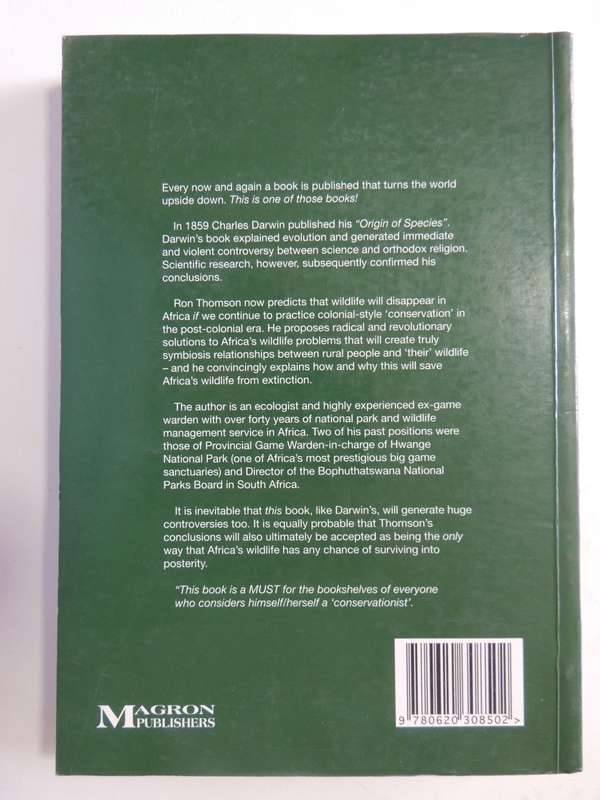 Every now and again a book is published that turns the world
upside down. This is one of those books!
In 1859 Charles Darwin published his “Origin of Species”.
Darwin's book explained evolution and generated immediate
and violent controversy between science and orthodox religion.
Scientific research, however, subsequently confirmed his
conclusions.
Ron Thomson now predicts that wildlife will disappear in
Africa if we continue to practice colonial-style ‘conservation’ in
the post-colonial era. He proposes radical and revolutionary
solutions to Africa's wildlife problems that will create truly
symbiosis relationships between rural people and ‘their’ wildlife
– and he convincingly explains how and why this will save
Africa's wildlife from extinction.
The author is an ecologist and highly experienced ex-game
warden with over forty years of national park and wildlife
management service in Africa. Two of his past positions were
those of Provincial Game Warden-in-charge of Hwange
National Park (one of Africa's most prestigious big game
sanctuaries) and Director of the Bophuthatswana National
Parks Board in South Africa.
It is inevitable that this book, like Darwin's, will generate huge
controversies too. It is equally probable that Thomson's
conclusions will also ultimately be accepted as being the only
way that Africa's wildlife has any chance of surviving into
posterity.
“This book is a MUST for the bookshelves of everyone
who considers himself/herself a ‘conservationist’.
MAGRON
PUBLISHERS
9 780620 308502 >